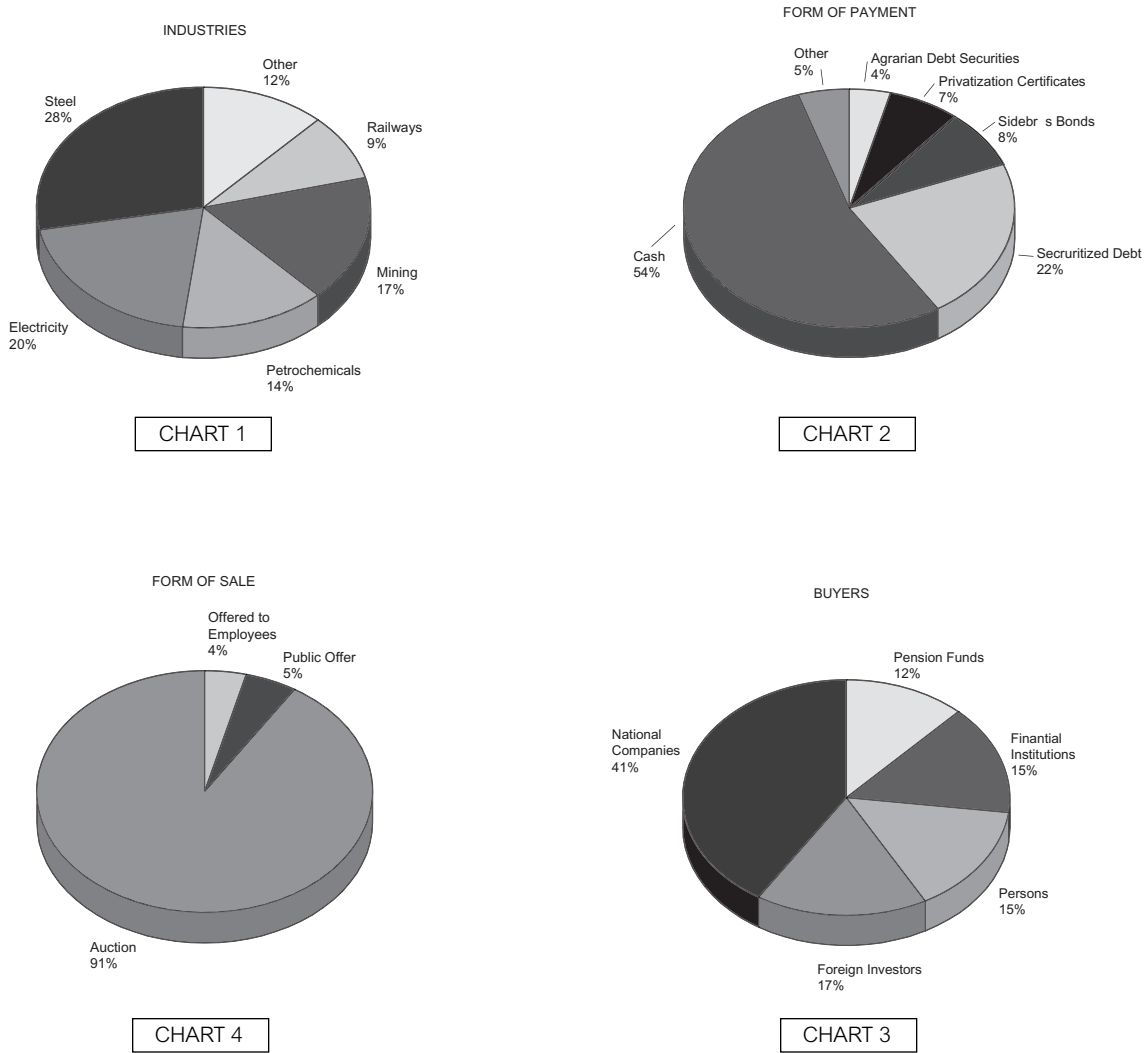 INDUSTRIES
Other
12%
Railways
9%
Mining
17%
Petrochemicals
14%
Electricity
20%
Steel
28%
CHART 1
FORM OF PAYMENT
Other
5%
Agrarian Debt Securities
4%
Privatization Certificates
7%
Sidebr s Bonds
8%
Secruritized Debt
22%
Cash
54%
CHART 2
FORM OF SALE
Offered to
Employees
4%
Public Offer
5%
Auction
91%
CHART 4
BUYERS
Pension Funds
12%
Finantial
Institutions
15%
Persons
15%
Foreign Investors
17%
National
Companies
41%
CHART 3